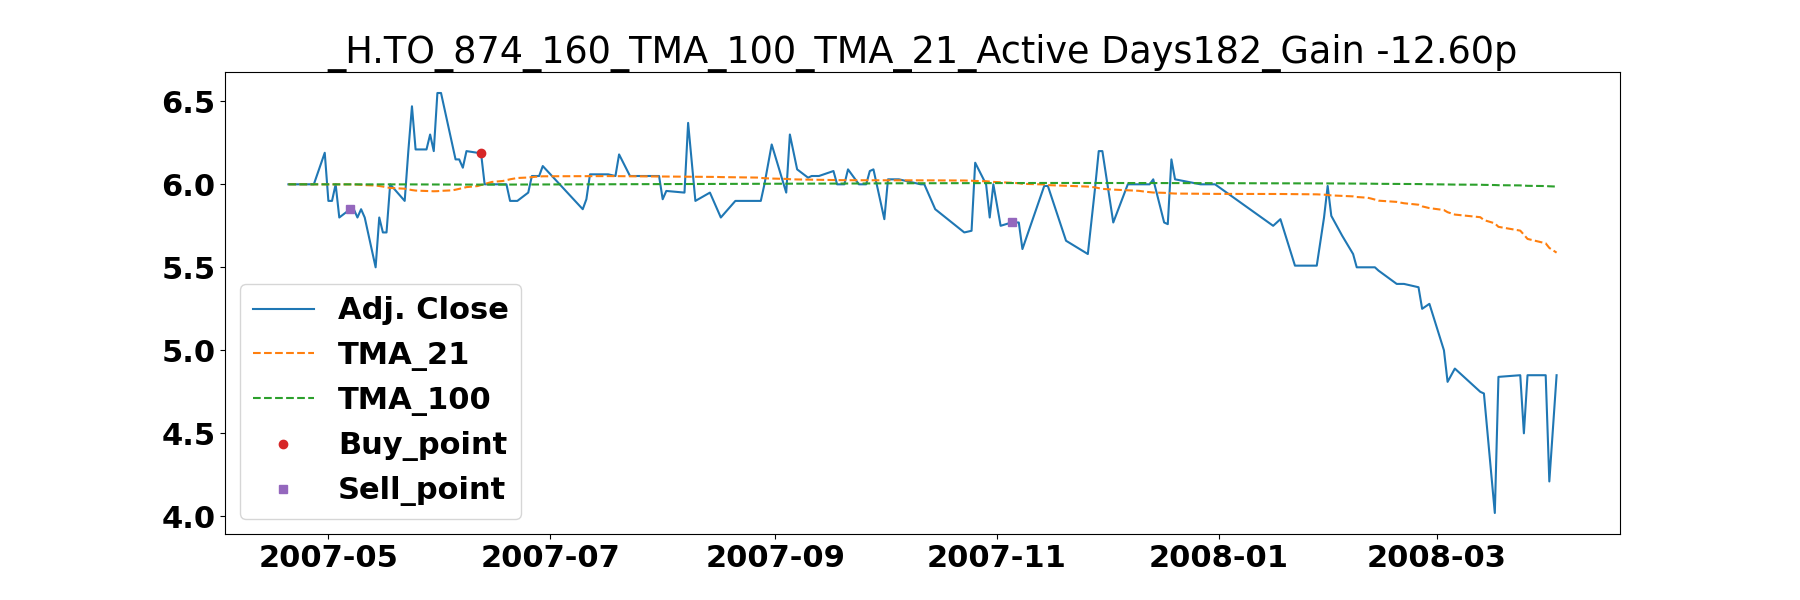 _H.TO_874_160_TMA_100_TMA_21_Active Days182_Gain -12.60p
6.5
6.0
5.5
5.0
4.5
4.0
Adj. Close
TMA_21
TMA_100
Buy_point
Sell_point
2007-05 2007-07 2007-09 2007-11 2008-01 2008-03